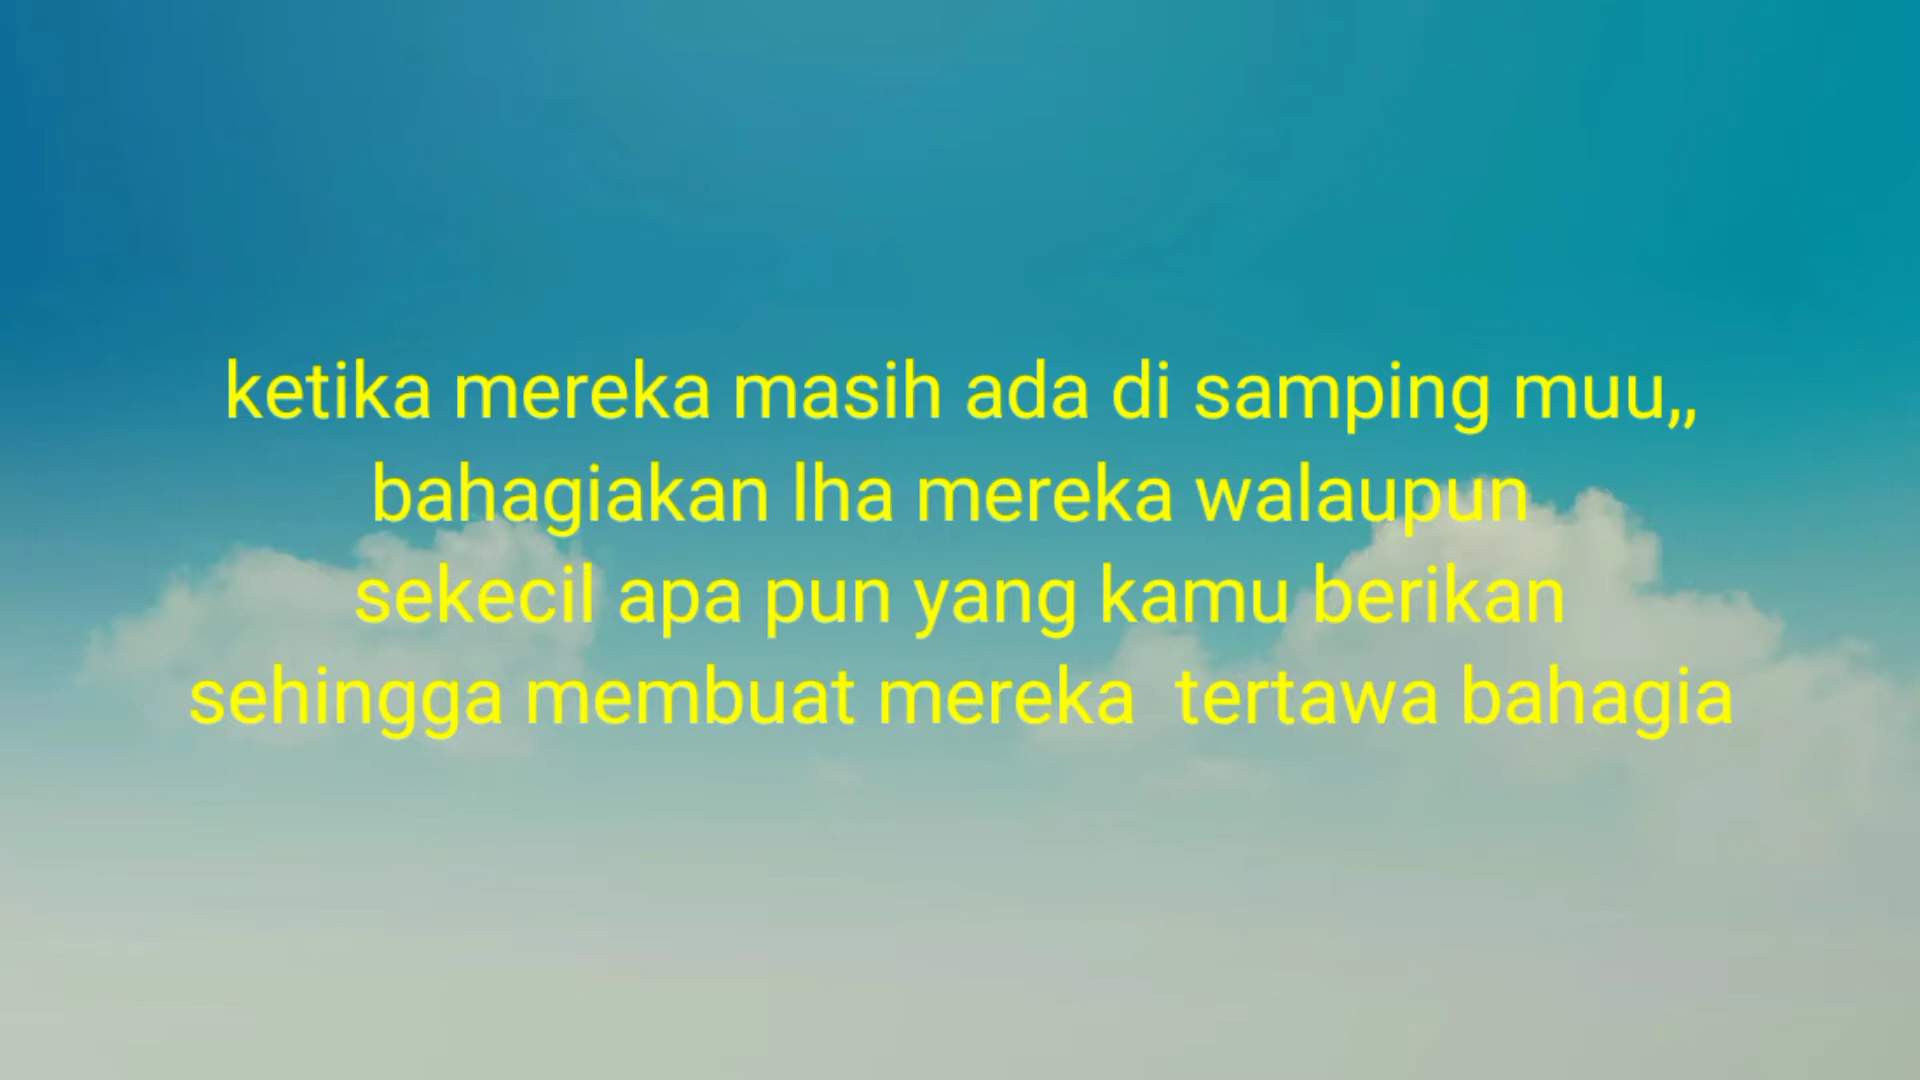 ketika mereka masih ada di samping muu,,
bahagiakan lha mereka walaupun
sekecil apa pun yang kamu berikan
sehingga membuat mereka  tertawa bahagia